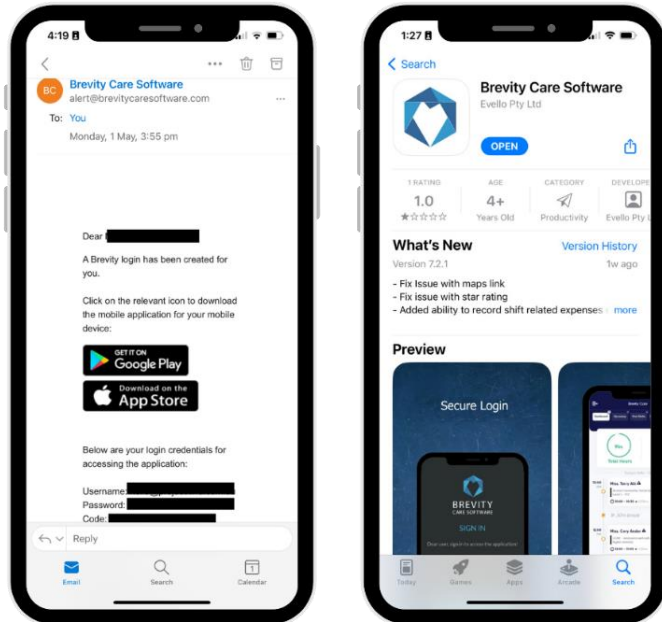 4:19
Brevity Care Software
BC
alert@brevitycaresoftware.com
To: You
Monday, 1 May, 3:55 pm
Dear
A Brevity login has been created for
you.
Click on the relevant icon to download
the mobile application for your mobile
device:
GET IT ON
Google Play
Download on the
App Store
Below are your login credentials for
accessing the application:
Username:
Password:
Code:
Reply
Email
Search
1
Calendar
1:27
Search
Brevity Care Software
Evello Pty Ltd
OPEN
1 RATING
1.0
AGE
4+
Years Old
CATEGORY
Productivity
DEVELOPE
Evello Pty L
What's New
Version History
Version 7.2.1
1w ago
- Fix Issue with maps link
- Fix issue with star rating
- Added ability to record shift related expenses more
Preview
Secure Login
BREVITY
CARE SOFTWARE
SIGN IN
Total Hours
Today
Games
Apps
Arcade
Search